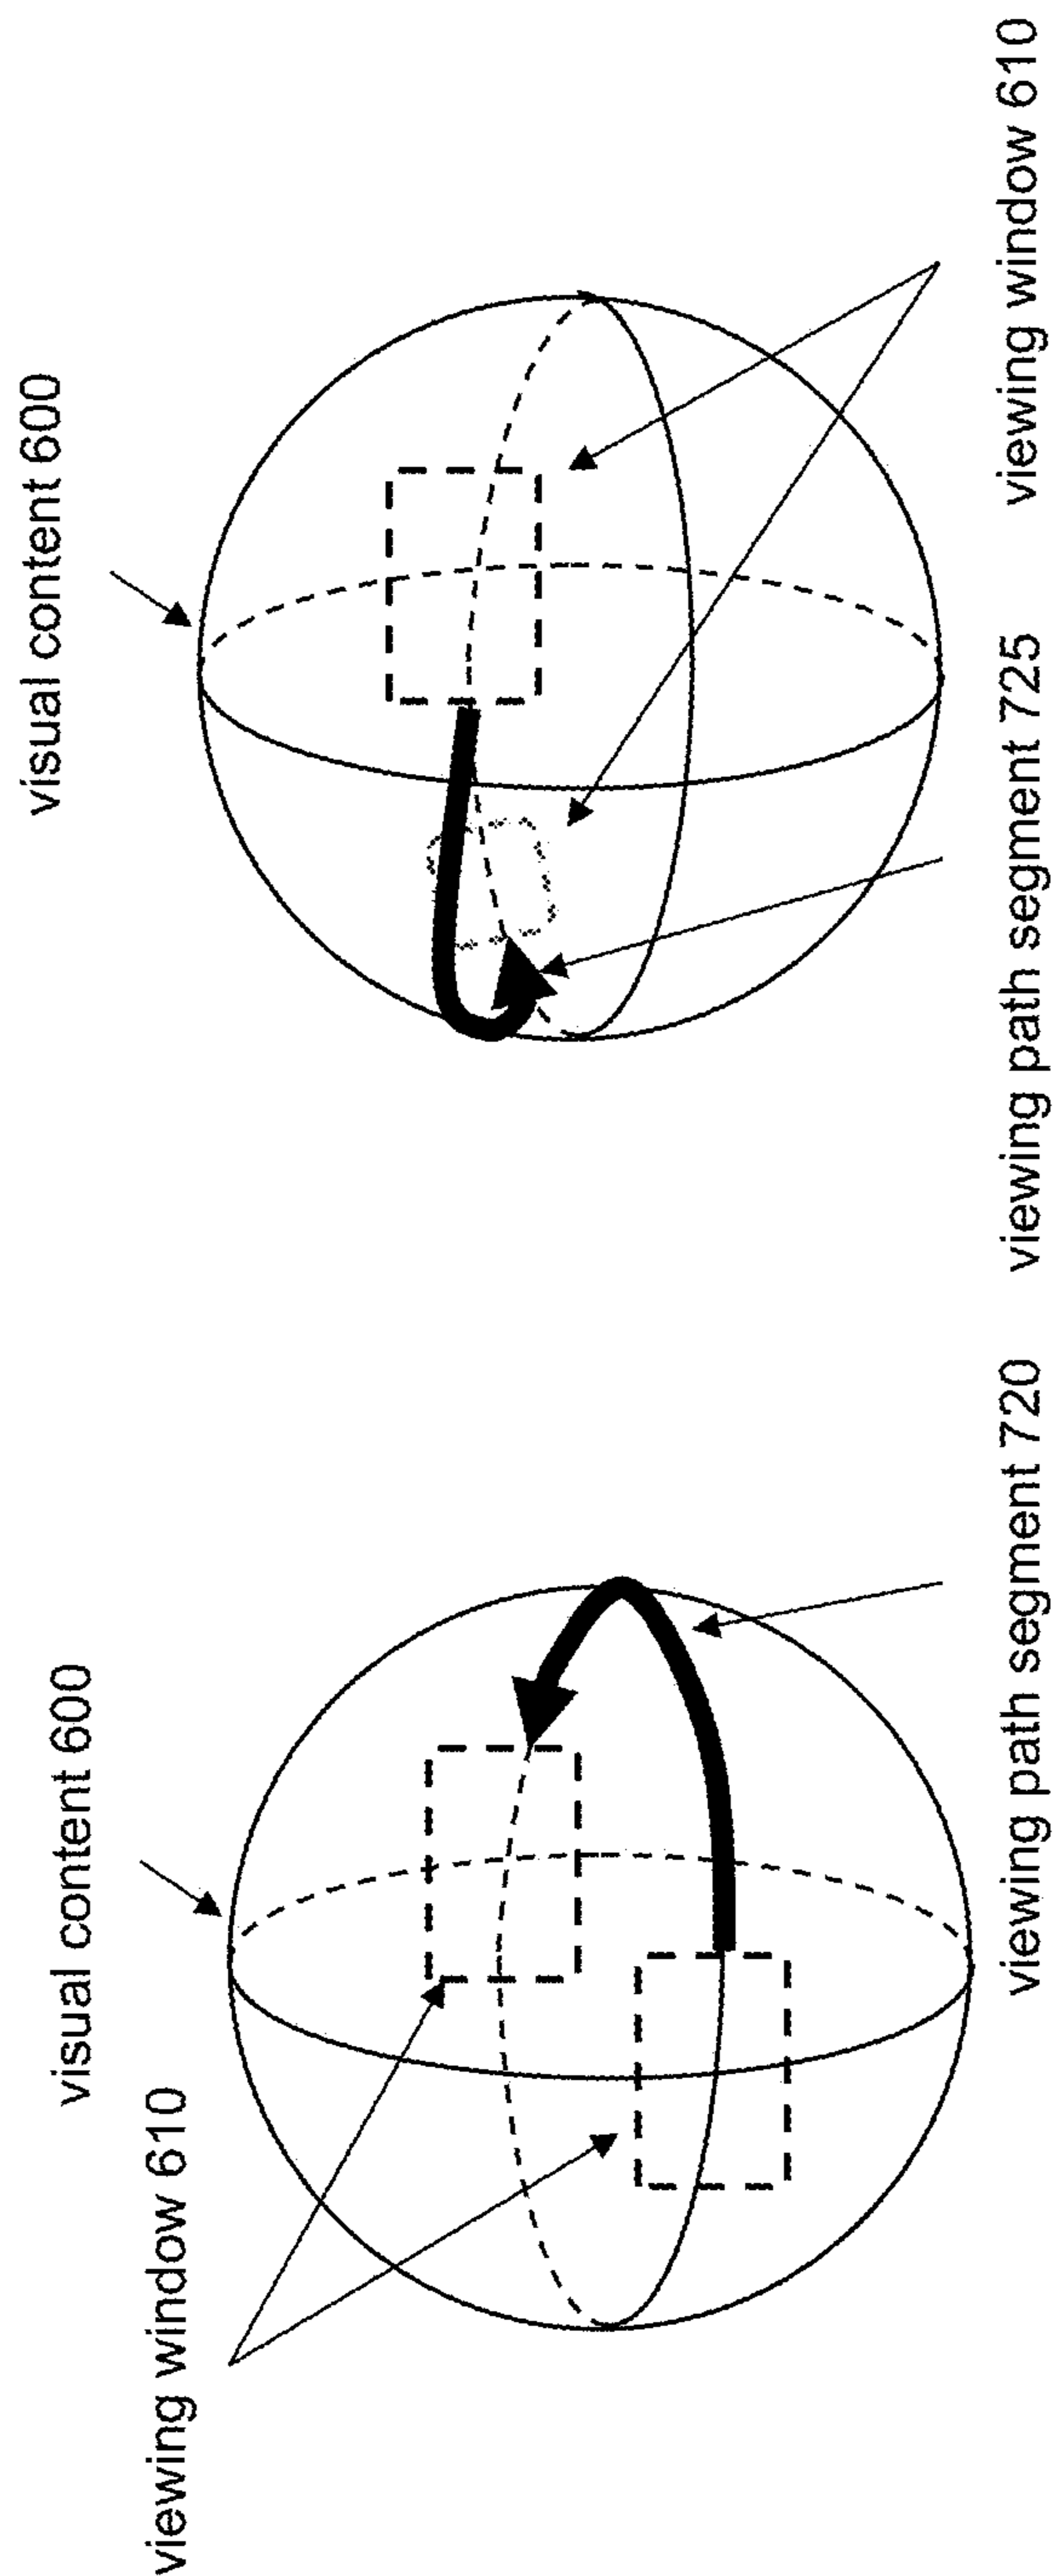 visual content 600
visual content 600
viewing window 610
viewing path segment 720
viewing path segment 725
viewing window 610